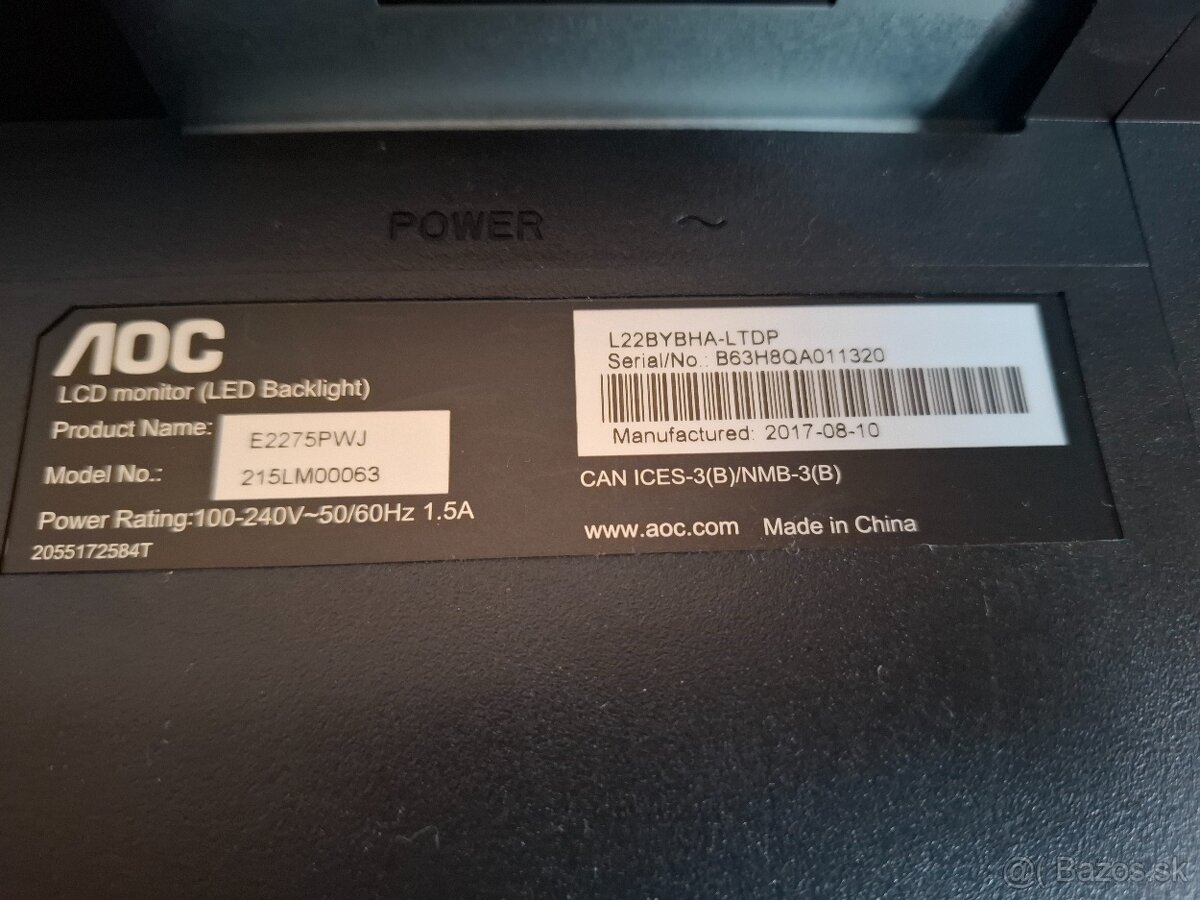 POWER ~
AOC
LCD monitor (LED Backlight)
Product Name: E2275PWJ
Model No.: 215LM00063
Power Rating:100-240V~50/60Hz 1.5A
2055172584T
L22BYBHA-LTDP
Serial/No.: B63H8QA011320
Manufactured: 2017-08-10
CAN ICES-3(B)/NMB-3(B)
www.aoc.com Made in China
@ Bazos.sk